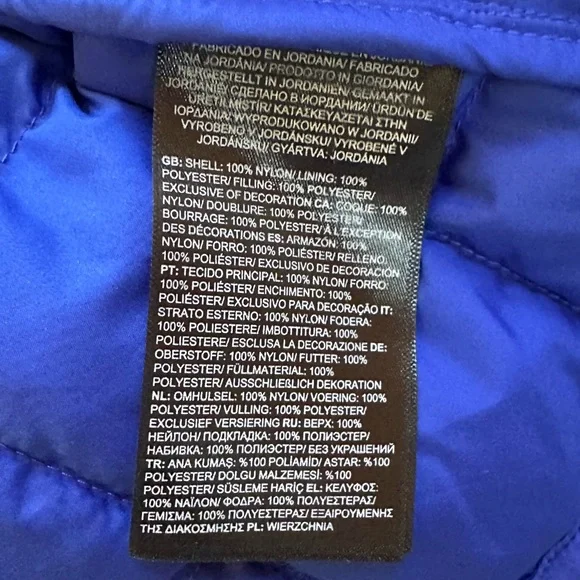 FABRICADO EN JORDANIA/ FABRICADO
NA JORDÂNIA/ PRODOTTO IN GIORDANIA/
HERGESTELLT IN JORDANIEN/ GEMAAKT IN
JORDANIË/ СДЕЛАНО В ИОРДАНИИ/ ÜRDÜN'DE
ÜRETİLMİŞTİR/ ΚΑΤΑΣΚΕΥΑΖΕΤΑΙ ΣΤΗΝ
ΙΟΡΔΑΝΙΑ/ WYPRODUKOWANO W JORDANII/
VYROBENO V JORDÁNSKU/ VYROBENÉ V
JORDÁNSKU/ GYÁRTVA: JORDÁNIA
GB: SHELL: 100% NYLON/ LINING: 100%
POLYESTER/ FILLING: 100% POLYESTER/
EXCLUSIVE OF DECORATION CA: COQUE: 100%
NYLON/ DOUBLURE: 100% POLYESTER/
BOURRAGE: 100% POLYESTER/ À L'EXCEPTION
DES DÉCORATIONS ES: ARMAZÓN: 100%
NYLON/ FORRO: 100% POLIÉSTER/ RELLENO:
100% POLIÉSTER/ EXCLUSIVO DE DECORACIÓN
PT: TECIDO PRINCIPAL: 100% NYLON/ FORRO:
100% POLIÉSTER/ ENCHIMENTO: 100%
POLIÉSTER/ EXCLUSIVO PARA DECORAÇÃO IT:
STRATO ESTERNO: 100% NYLON/ FODERA:
100% POLIESTERE/ IMBOTTITURA: 100%
POLIESTERE/ ESCLUSA LA DECORAZIONE DE:
OBERSTOFF: 100% NYLON/ FUTTER: 100%
POLYESTER/ FÜLLMATERIAL: 100%
POLYESTER/ AUSSCHLIEßLICH DEKORATION
NL: OMHULSEL: 100% NYLON/ VOERING: 100%
POLYESTER/ VULLING: 100% POLYESTER/
EXCLUSIEF VERSIERING RU: ВЕРХ: 100%
НЕЙЛОН/ ПОДКЛАДКА: 100% ПОЛИЭСТЕР/
НАБИВКА: 100% ПОЛИЭСТЕР/ БЕЗ УКРАШЕНИЙ
TR: ANA KUMAŞ: %100 POLİAMİD/ ASTAR: %100
POLYESTER/ DOLGU MALZEMESİ: %100
POLYESTER/ SÜSLEME HARİÇ EL: ΚΕΛΥΦΟΣ:
100% ΝΑΪΛΟΝ/ ΦΟΔΡΑ: 100% ΠΟΛΥΕΣΤΕΡΑΣ/
ΓΕΜΙΣΜΑ: 100% ΠΟΛΥΕΣΤΕΡΑΣ/ ΕΞΑΙΡΟΥΜΕΝΗΣ
ΤΗΣ ΔΙΑΚΟΣΜΗΣΗΣ PL: WIERZCHNIA